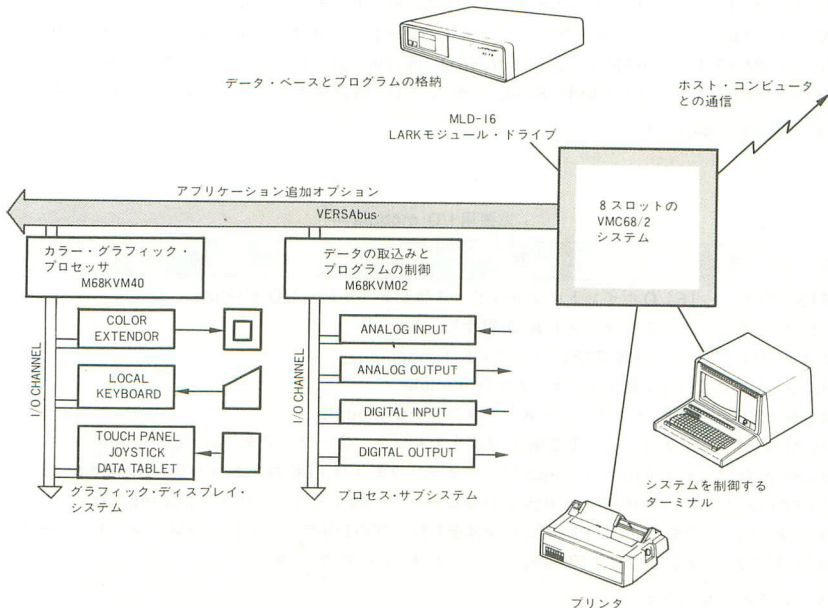 データ・ベースとプログラムの格納
MLD-16
LARKモジュール・ドライブ
ホスト・コンピュータ
との通信
8スロットの
VMC68/2
システム
アプリケーション追加オプション
VERSAbus
カラー・グラフィック・
プロセッサ
M68KVM40
データの取込みと
プログラムの制御
M68KVM02
I/O CHANNEL
COLOR
EXTENDOR
LOCAL
KEYBOARD
TOUCH PANEL
JOYSTICK
DATA TABLET
グラフィック・ディスプレイ・
システム
I/O CHANNEL
ANALOG INPUT
ANALOG OUTPUT
DIGITAL INPUT
DIGITAL OUTPUT
プロセス・サブシステム
システムを制御する
ターミナル
プリンタ